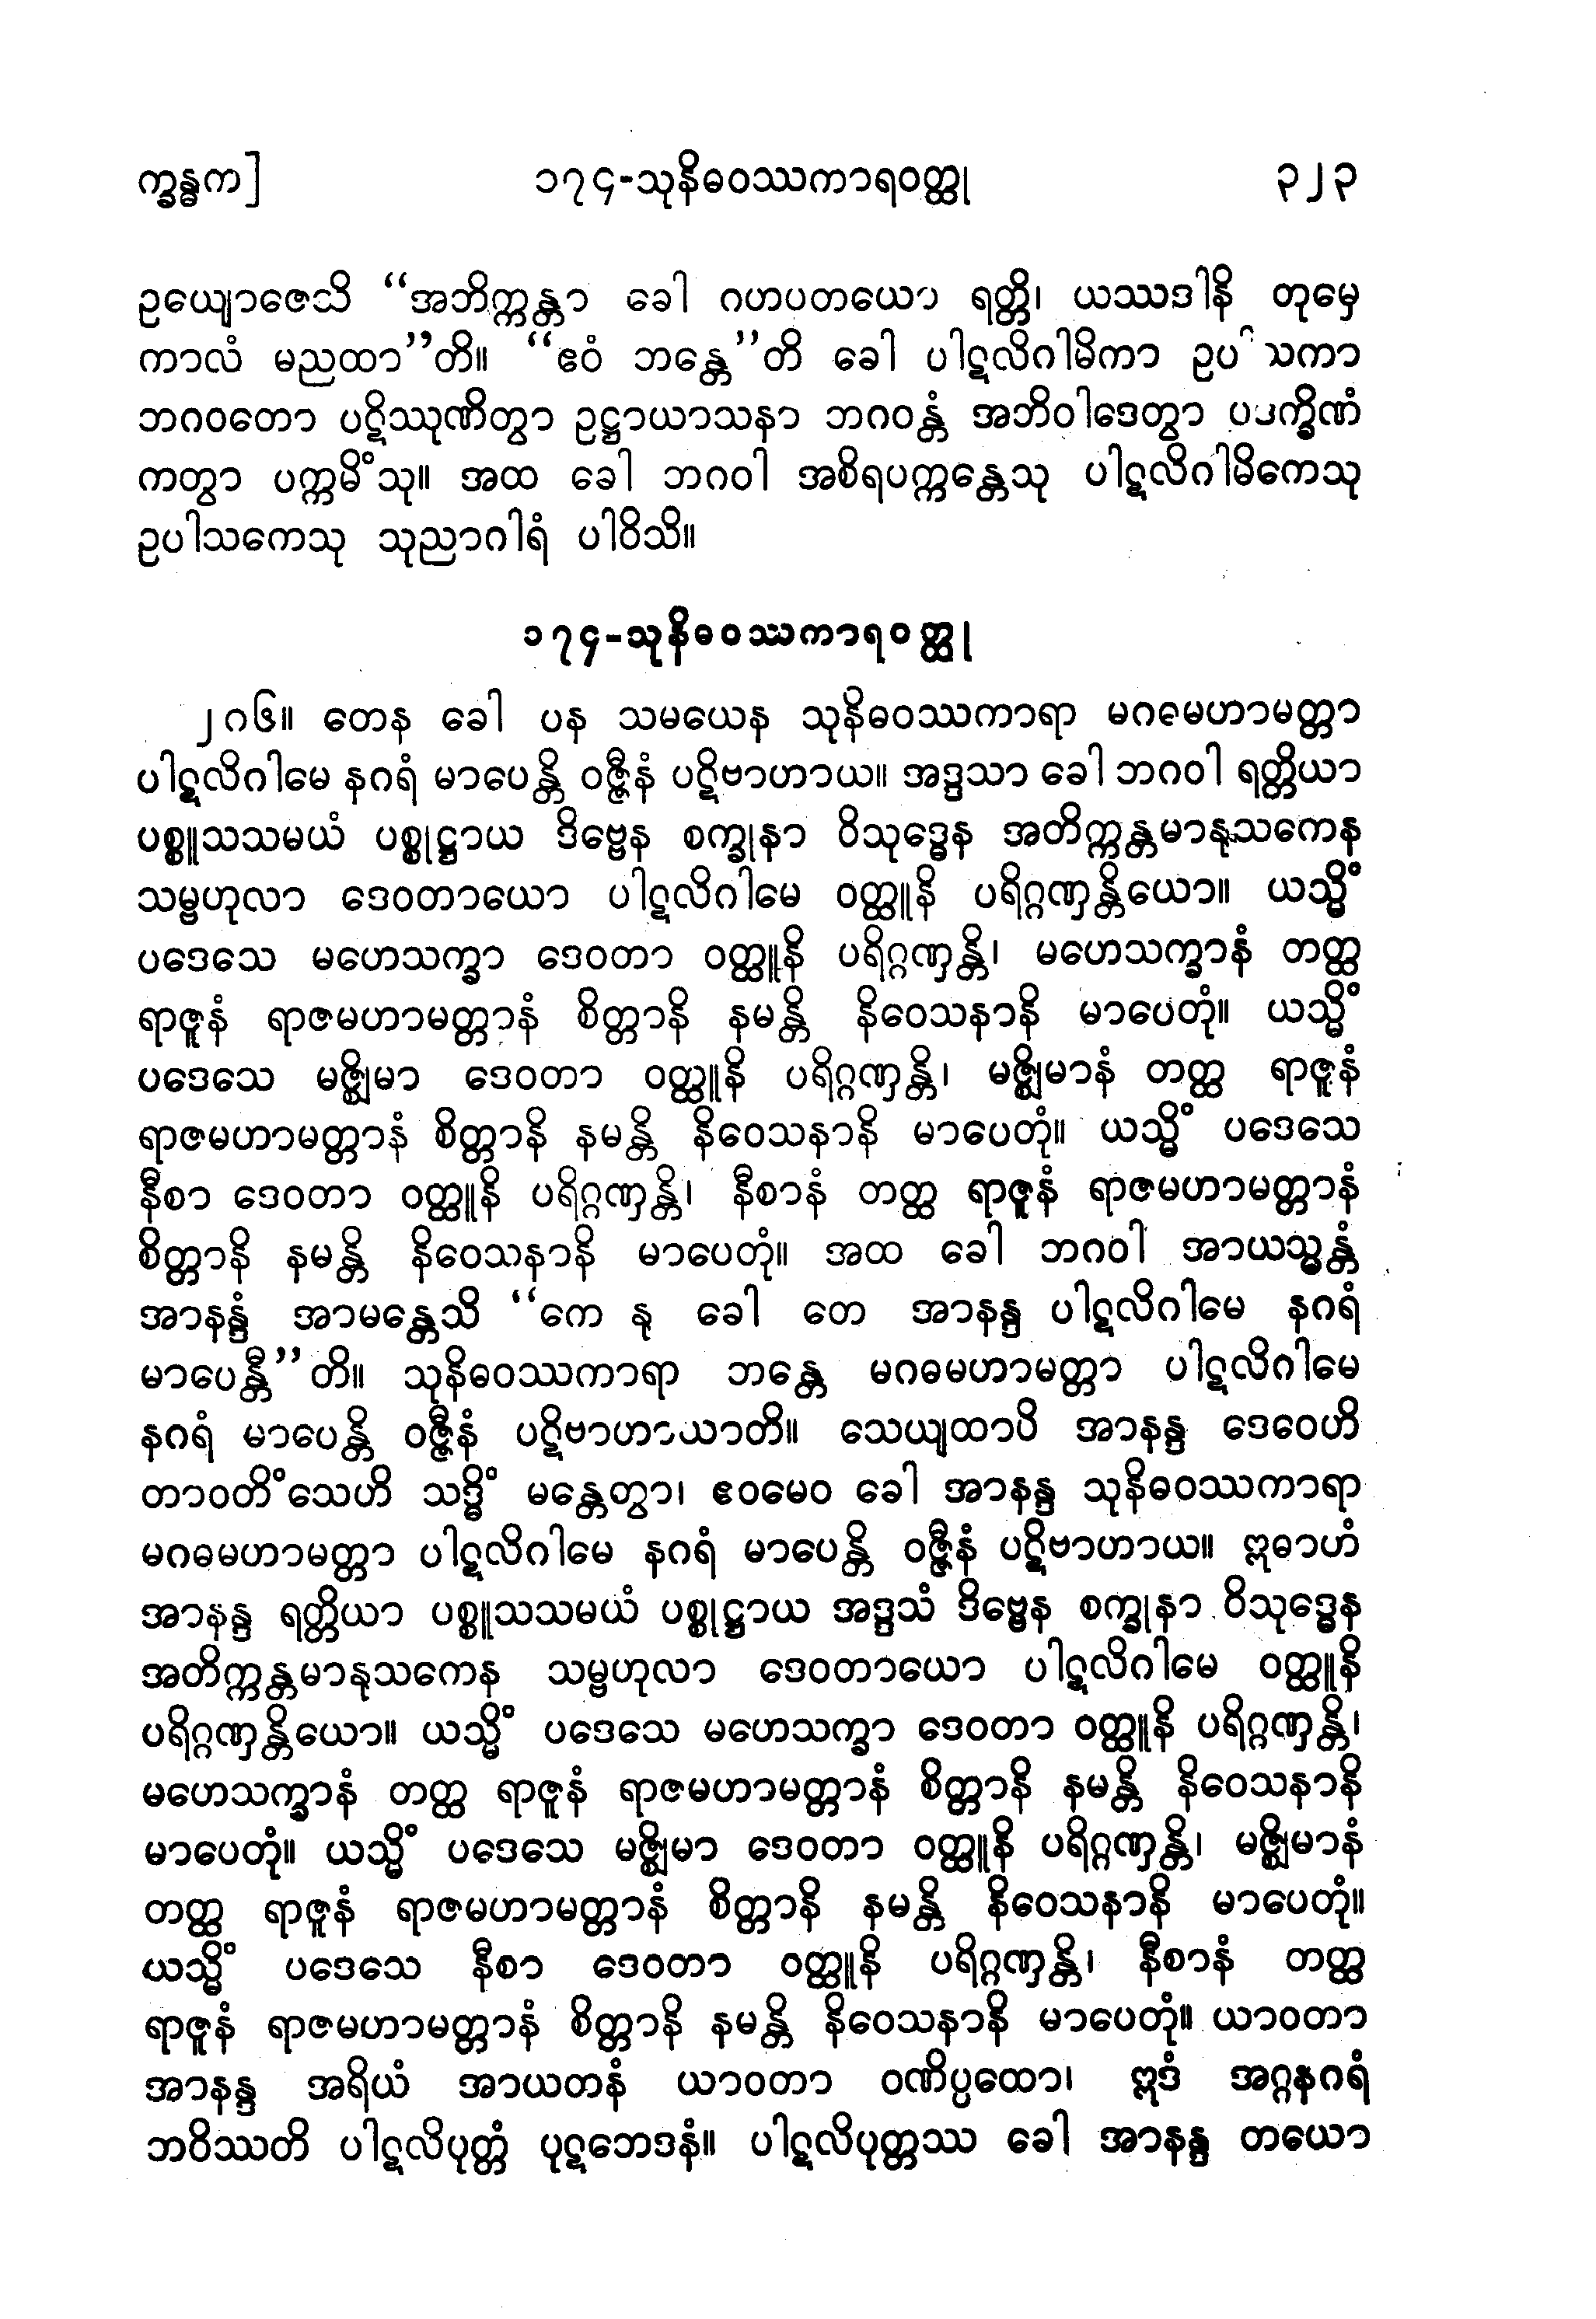 က္ခန္ဓက]
၁၇၄-သုနိဓဝဿကာရဝတ္ထု
၃၂၃
ဥယျောဇေသိ “အဘိက္ကန္တာ ခေါ ဂဟပတယော ရတ္တိ၊ ယဿဒါနိ တုမှေ
ကာလံ မညထာ”တိ။ “ဧဝံ ဘန္တေ”တိ ခေါ ပါဋလိဂါမိကာ ဥပါသကာ
ဘဂဝတော ပဋိဿုဏိတွာ ဥဋ္ဌာယာသနာ ဘဂဝန္တံ အဘိဝါဒေတွာ ပဒက္ခိဏံ
ကတွာ ပက္ကမိံသု။ အထ ခေါ ဘဂဝါ အစိရပက္ကန္တေသု ပါဋလိဂါမိကေသု
ဥပါသကေသု သုညာဂါရံ ပါဝိသိ။
၁၇၄-သုနိဓဝဿကာရဝတ္ထု
၂၈၆။ တေန ခေါ ပန သမယေန သုနိဓဝဿကာရာ မဂဓမဟာမတ္တာ
ပါဋလိဂါမေ နဂရံ မာပေန္တိ ဝဇ္ဇီနံ ပဋိဗာဟာယ။ အဒ္ဒသာ ခေါ ဘဂဝါ ရတ္တိယာ
ပစ္စူသသမယံ ပစ္စုဋ္ဌာယ ဒိဗ္ဗေန စက္ခုနာ ဝိသုဒ္ဓေန အတိက္ကန္တမာနုသကေန
သမ္ဗဟုလာ ဒေဝတာယော ပါဋလိဂါမေ ဝတ္ထူနိ ပရိဂ္ဂဏှန္တိယော။ ယသ္မိံ
ပဒေသေ မဟေသက္ခာ ဒေဝတာ ဝတ္ထူနိ ပရိဂ္ဂဏှန္တိ၊ မဟေသက္ခာနံ တတ္ထ
ရာဇူနံ ရာဇမဟာမတ္တာနံ စိတ္တာနိ နမန္တိ နိဝေသနာနိ မာပေတုံ။ ယသ္မိံ
ပဒေသေ မဇ္ဈိမာ ဒေဝတာ ဝတ္ထူနိ ပရိဂ္ဂဏှန္တိ၊ မဇ္ဈိမာနံ တတ္ထ ရာဇူနံ
ရာဇမဟာမတ္တာနံ စိတ္တာနိ နမန္တိ နိဝေသနာနိ မာပေတုံ။ ယသ္မိံ ပဒေသေ
နီစာ ဒေဝတာ ဝတ္ထူနိ ပရိဂ္ဂဏှန္တိ၊ နီစာနံ တတ္ထ ရာဇူနံ ရာဇမဟာမတ္တာနံ
စိတ္တာနိ နမန္တိ နိဝေသနာနိ မာပေတုံ။ အထ ခေါ ဘဂဝါ အာယသ္မန္တံ
အာနန္ဒံ အာမန္တေသိ “ကေ နု ခေါ တေ အာနန္ဒ ပါဋလိဂါမေ နဂရံ
မာပေန္တီ”တိ။ သုနိဓဝဿကာရာ ဘန္တေ မဂဓမဟာမတ္တာ ပါဋလိဂါမေ
နဂရံ မာပေန္တိ ဝဇ္ဇီနံ ပဋိဗာဟာယာတိ။ သေယျထာပိ အာနန္ဒ ဒေဝေဟိ
တာဝတိံသေဟိ သဒ္ဓိံ မန္တေတွာ၊ ဧဝမေဝ ခေါ အာနန္ဒ သုနိဓဝဿကာရာ
မဂဓမဟာမတ္တာ ပါဋလိဂါမေ နဂရံ မာပေန္တိ ဝဇ္ဇီနံ ပဋိဗာဟာယ။ ဣဓာဟံ
အာနန္ဒ ရတ္တိယာ ပစ္စူသသမယံ ပစ္စုဋ္ဌာယ အဒ္ဒသံ ဒိဗ္ဗေန စက္ခုနာ ဝိသုဒ္ဓေန
အတိက္ကန္တမာနုသကေန သမ္ဗဟုလာ ဒေဝတာယော ပါဋလိဂါမေ ဝတ္ထူနိ
ပရိဂ္ဂဏှန္တိယော။ ယသ္မိံ ပဒေသေ မဟေသက္ခာ ဒေဝတာ ဝတ္ထူနိ ပရိဂ္ဂဏှန္တိ၊
မဟေသက္ခာနံ တတ္ထ ရာဇူနံ ရာဇမဟာမတ္တာနံ စိတ္တာနိ နမန္တိ နိဝေသနာနိ
မာပေတုံ။ ယသ္မိံ ပဒေသေ မဇ္ဈိမာ ဒေဝတာ ဝတ္ထူနိ ပရိဂ္ဂဏှန္တိ၊ မဇ္ဈိမာနံ
တတ္ထ ရာဇူနံ ရာဇမဟာမတ္တာနံ စိတ္တာနိ နမန္တိ နိဝေသနာနိ မာပေတုံ။
ယသ္မိံ ပဒေသေ နီစာ ဒေဝတာ ဝတ္ထူနိ ပရိဂ္ဂဏှန္တိ၊ နီစာနံ တတ္ထ
ရာဇူနံ ရာဇမဟာမတ္တာနံ စိတ္တာနိ နမန္တိ နိဝေသနာနိ မာပေတုံ။ ယာဝတာ
အာနန္ဒ အရိယံ အာယတနံ ယာဝတာ ဝဏိပ္ပထော၊ ဣဒံ အဂ္ဂနဂရံ
ဘဝိဿတိ ပါဋလိပုတ္တံ ပုဋဘေဒနံ။ ပါဋလိပုတ္တဿ ခေါ အာနန္ဒ တယော